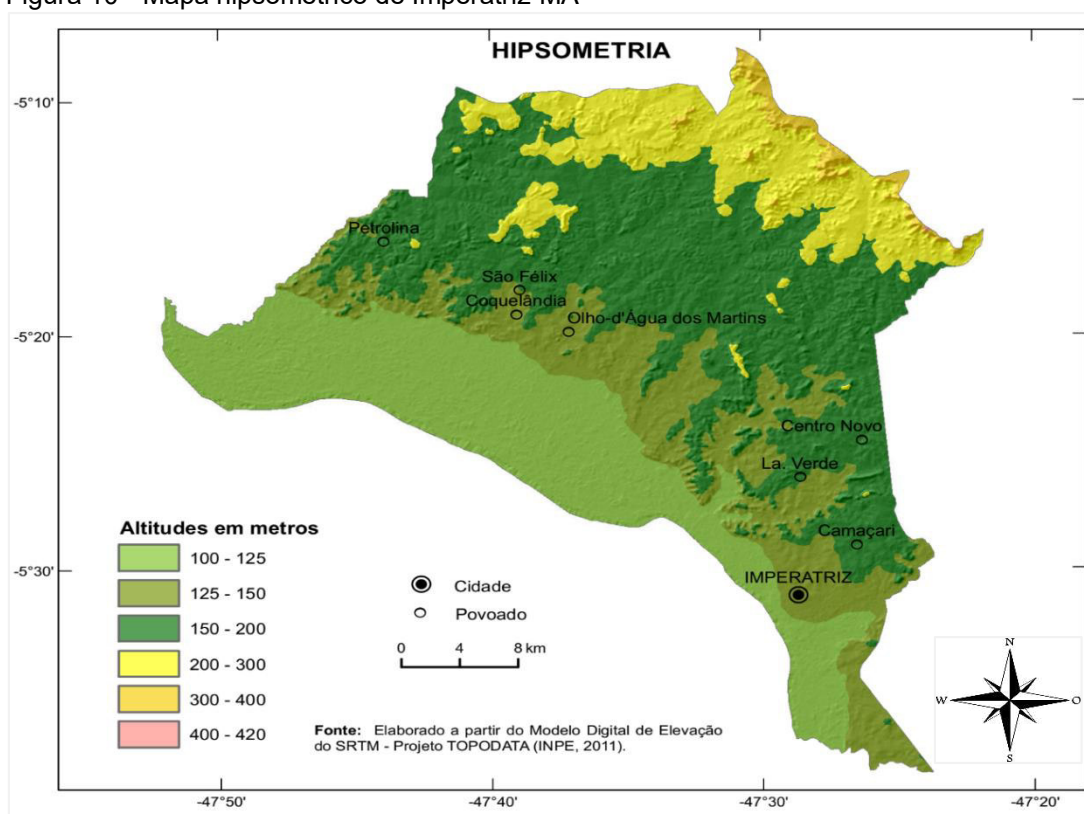 Figura 10 - Mapa hipsométrico de Imperatriz-MA
HIPSOMETRIA
-5°10'
Petrolina
São Félix
Coquelândia
Olho-d'Água dos Martins
-5°20'
Centro Novo
La. Verde
Camaçari
IMPERATRIZ
-5°30'
Altitudes em metros
100 - 125
125 - 150
150 - 200
200 - 300
300 - 400
400 - 420
Cidade
Povoado
0 4 8 km
Fonte: Elaborado a partir do Modelo Digital de Elevação
do SRTM - Projeto TOPODATA (INPE, 2011).
N
W O
S
-47°50' -47°40' -47°30' -47°20'